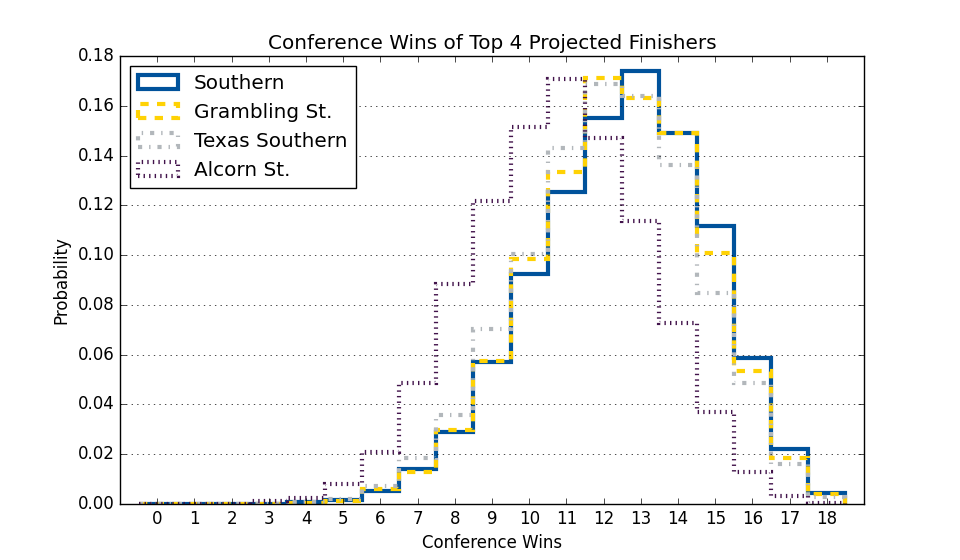 Conference Wins of Top 4 Projected Finishers
Southern
Grambling St.
Texas Southern
Alcorn St.
0.18
0.16
0.14
0.12
0.10
0.08
0.06
0.04
0.02
0.00
Probability
0 1 2 3 4 5 6 7 8 9 10 11 12 13 14 15 16 17 18
Conference Wins